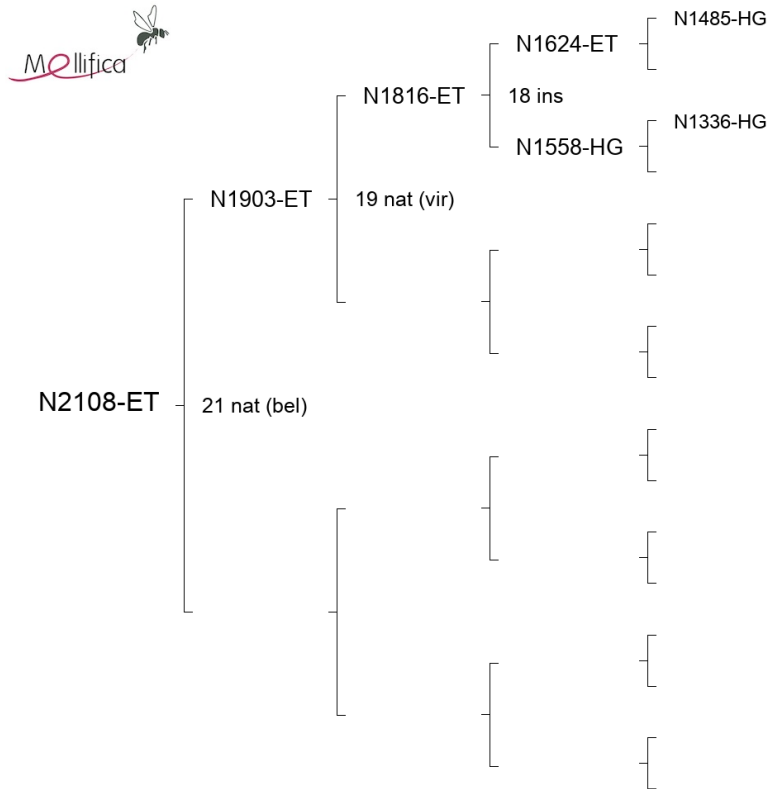 Mellifica
N1485-HG
N1624-ET
N1816-ET
18 ins
N1336-HG
N1558-HG
N1903-ET
19 nat (vir)
N2108-ET
21 nat (bel)